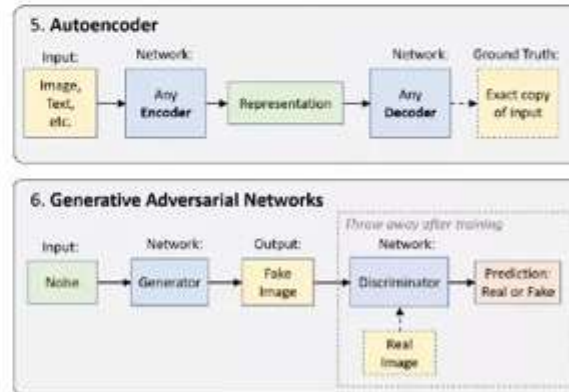 5. Autoencoder
Input: Network: Network: Ground Truth:
Image, Text, etc.
Any Encoder
Representation
Any Decoder
Exact copy of input
6. Generative Adversarial Networks
Throw away after training
Input: Network: Output: Network:
Noise
Generator
Fake Image
Discriminator
Prediction: Real or Fake
Real Image